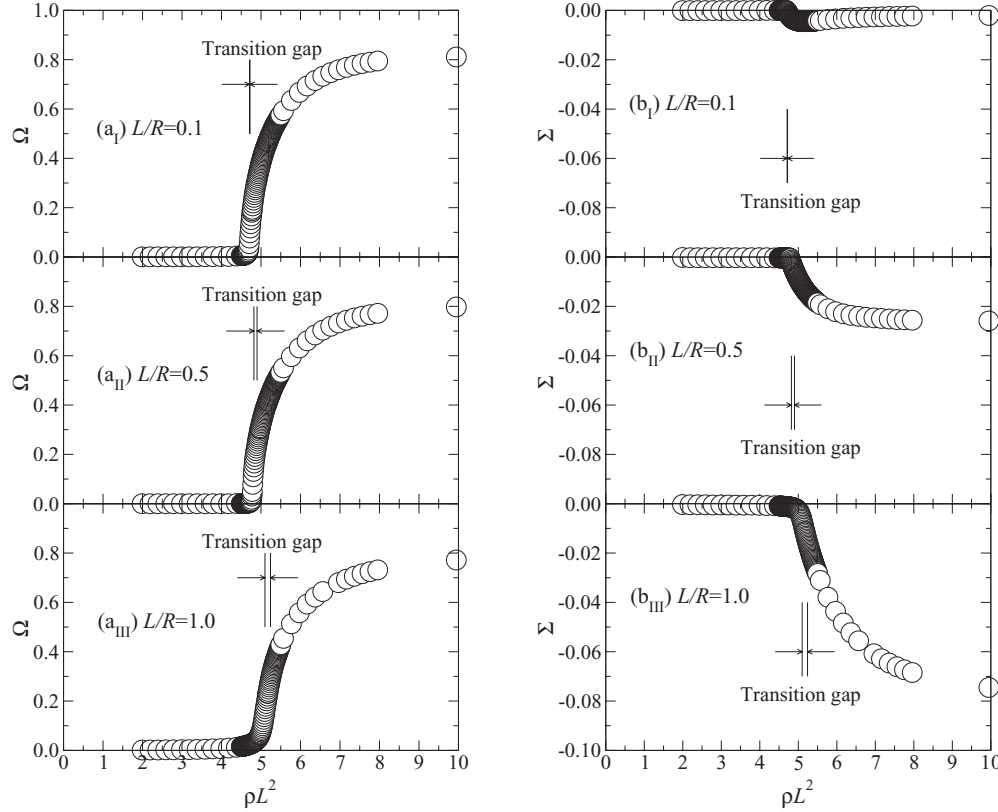 Transition gap
(a_I) L/R=0.1
Ω
0.0
0.2
0.4
0.6
0.8
1.0
Transition gap
(a_II) L/R=0.5
Ω
0.0
0.2
0.4
0.6
0.8
Transition gap
(a_III) L/R=1.0
Ω
0.0
0.2
0.4
0.6
0.8
0 1 2 3 4 5 6 7 8 9 10
ρL²
(b_I) L/R=0.1
Transition gap
Σ
0.00
-0.02
-0.04
-0.06
-0.08
(b_II) L/R=0.5
Transition gap
Σ
0.00
-0.02
-0.04
-0.06
-0.08
(b_III) L/R=1.0
Transition gap
Σ
0.00
-0.02
-0.04
-0.06
-0.08
-0.10
0 1 2 3 4 5 6 7 8 9 10
ρL²